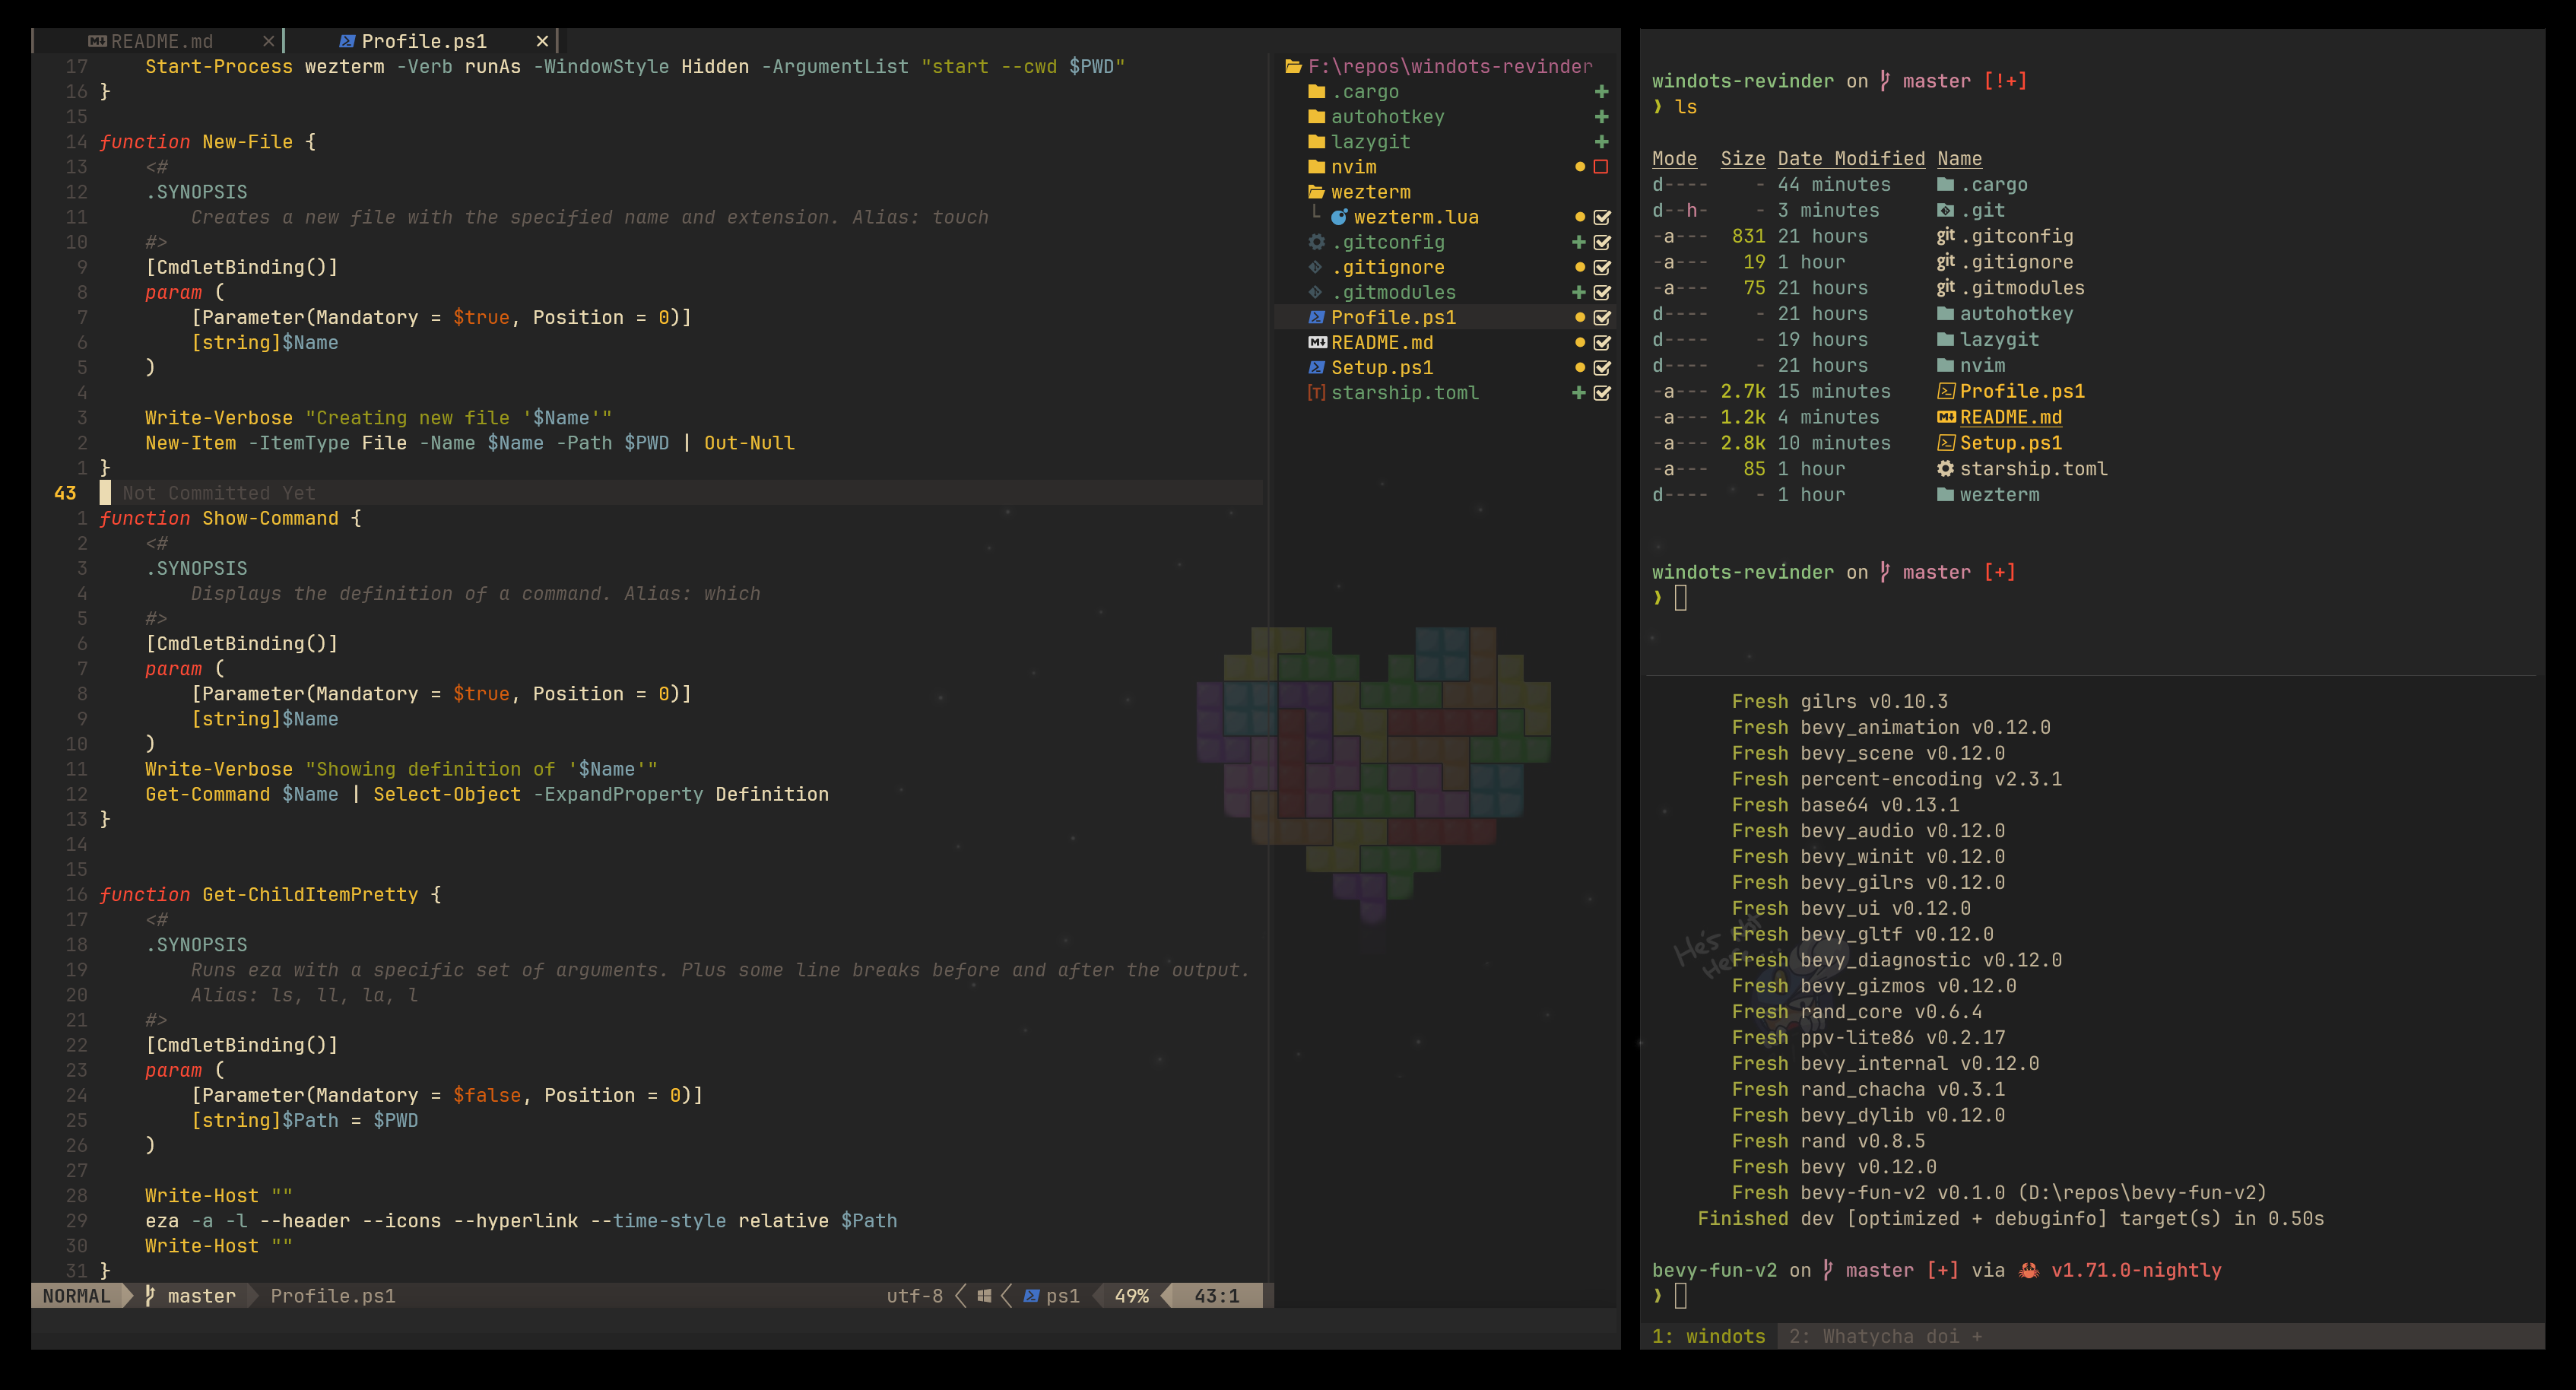 README.md × Profile.ps1 ×
17 Start-Process wezterm -Verb runAs -WindowStyle Hidden -ArgumentList "start --cwd $PWD"
16 }
15
14 function New-File {
13 <#
12 .SYNOPSIS
11 Creates a new file with the specified name and extension. Alias: touch
10 #>
9 [CmdletBinding()]
8 param (
7 [Parameter(Mandatory = $true, Position = 0)]
6 [string]$Name
5 )
4
3 Write-Verbose "Creating new file '$Name'"
2 New-Item -ItemType File -Name $Name -Path $PWD | Out-Null
1 }
43 Not Committed Yet
1 function Show-Command {
2 <#
3 .SYNOPSIS
4 Displays the definition of a command. Alias: which
5 #>
6 [CmdletBinding()]
7 param (
8 [Parameter(Mandatory = $true, Position = 0)]
9 [string]$Name
10 )
11 Write-Verbose "Showing definition of '$Name'"
12 Get-Command $Name | Select-Object -ExpandProperty Definition
13 }
14
15
16 function Get-ChildItemPretty {
17 <#
18 .SYNOPSIS
19 Runs eza with a specific set of arguments. Plus some line breaks before and after the output.
20 Alias: ls, ll, la, l
21 #>
22 [CmdletBinding()]
23 param (
24 [Parameter(Mandatory = $false, Position = 0)]
25 [string]$Path = $PWD
26 )
27
28 Write-Host ""
29 eza -a -l --header --icons --hyperlink --time-style relative $Path
30 Write-Host ""
31 }
NORMAL master Profile.ps1 utf-8 ps1 49% 43:1
F:\repos\windots-revinder
.cargo
autohotkey
lazygit
nvim
wezterm
wezterm.lua
.gitconfig
.gitignore
.gitmodules
Profile.ps1
README.md
Setup.ps1
starship.toml
windots-revinder on master [!+]
❯ ls
Mode Size Date Modified Name
d---- - 44 minutes .cargo
d--h- - 3 minutes .git
-a--- 831 21 hours git .gitconfig
-a--- 19 1 hour git .gitignore
-a--- 75 21 hours git .gitmodules
d---- - 21 hours autohotkey
d---- - 19 hours lazygit
d---- - 21 hours nvim
-a--- 2.7k 15 minutes Profile.ps1
-a--- 1.2k 4 minutes README.md
-a--- 2.8k 10 minutes Setup.ps1
-a--- 85 1 hour starship.toml
d---- - 1 hour wezterm
windots-revinder on master [+]
❯
Fresh gilrs v0.10.3
Fresh bevy_animation v0.12.0
Fresh bevy_scene v0.12.0
Fresh percent-encoding v2.3.1
Fresh base64 v0.13.1
Fresh bevy_audio v0.12.0
Fresh bevy_winit v0.12.0
Fresh bevy_gilrs v0.12.0
Fresh bevy_ui v0.12.0
Fresh bevy_gltf v0.12.0
Fresh bevy_diagnostic v0.12.0
Fresh bevy_gizmos v0.12.0
Fresh rand_core v0.6.4
Fresh ppv-lite86 v0.2.17
Fresh bevy_internal v0.12.0
Fresh rand_chacha v0.3.1
Fresh bevy_dylib v0.12.0
Fresh rand v0.8.5
Fresh bevy v0.12.0
Fresh bevy-fun-v2 v0.1.0 (D:\repos\bevy-fun-v2)
Finished dev [optimized + debuginfo] target(s) in 0.50s
He's
bevy-fun-v2 on master [+] via 🦀 v1.71.0-nightly
❯
1: windots 2: Whatycha doi +